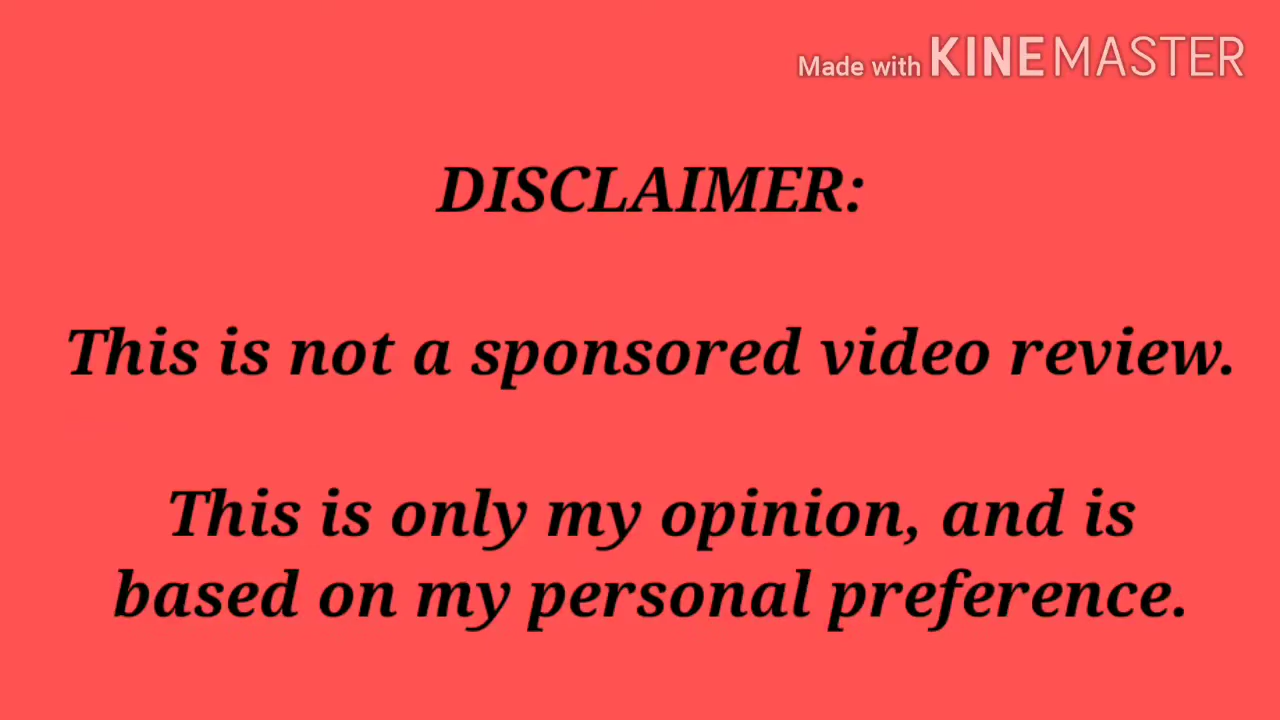 Made with KINEMASTER
DISCLAIMER:
This is not a sponsored video review.
This is only my opinion, and is
based on my personal preference.